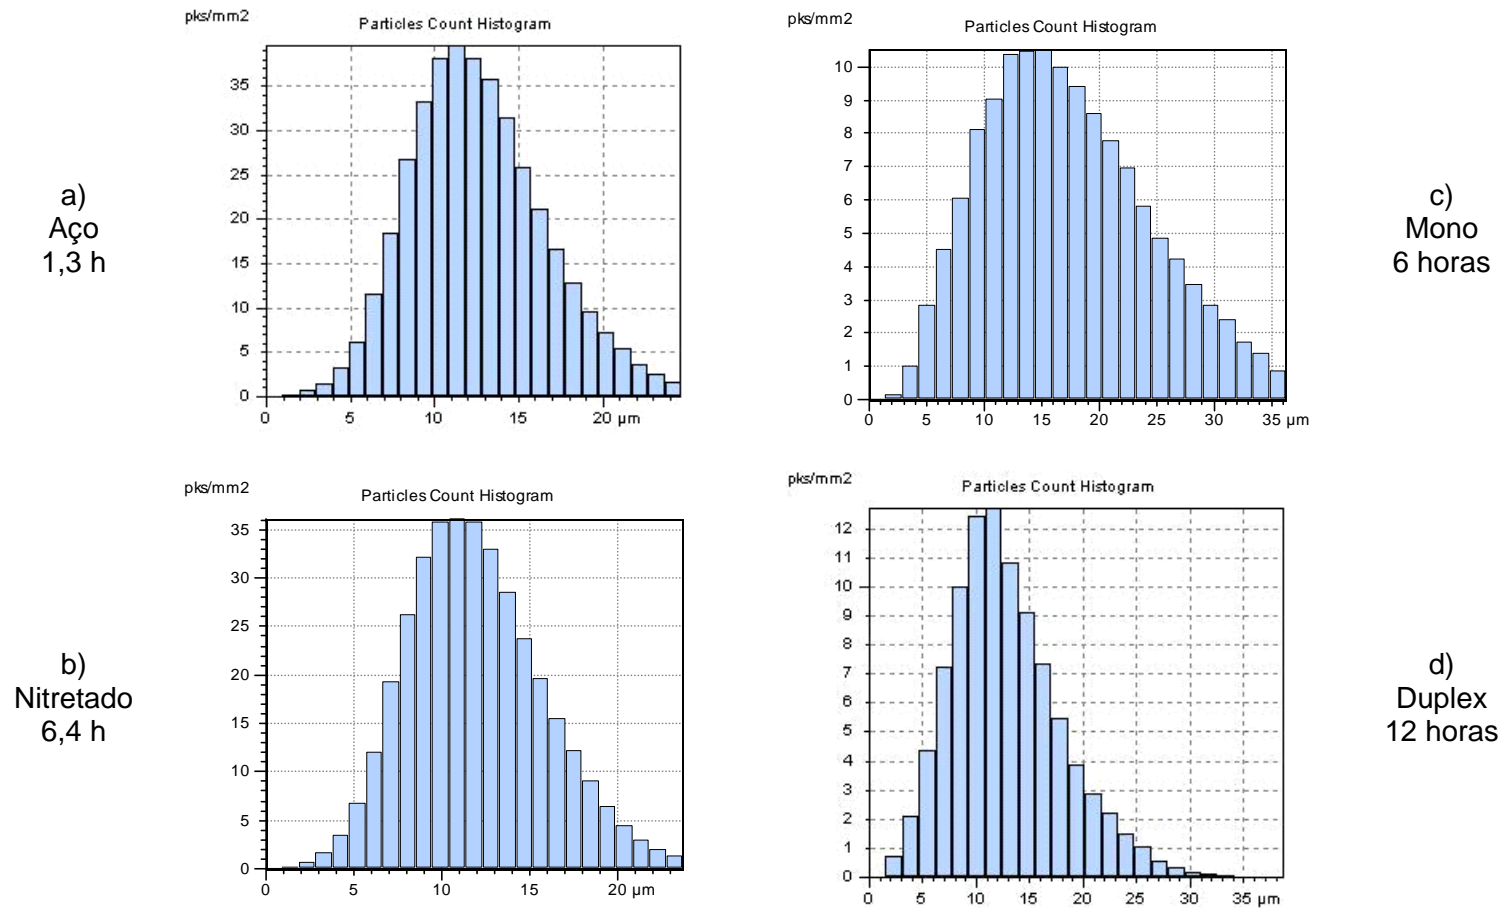 a)
Aço
1,3 h
pks/mm2
Particles Count Histogram
35
30
25
20
15
10
5
0
0 5 10 15 20 µm
pks/mm2
Particles Count Histogram
10
9
8
7
6
5
4
3
2
1
0
0 5 10 15 20 25 30 35 µm
c)
Mono
6 horas
b)
Nitretado
6,4 h
pks/mm2
Particles Count Histogram
35
30
25
20
15
10
5
0
0 5 10 15 20 µm
pks/mm2
Particles Count Histogram
12
11
10
9
8
7
6
5
4
3
2
1
0
0 5 10 15 20 25 30 35 µm
d)
Duplex
12 horas